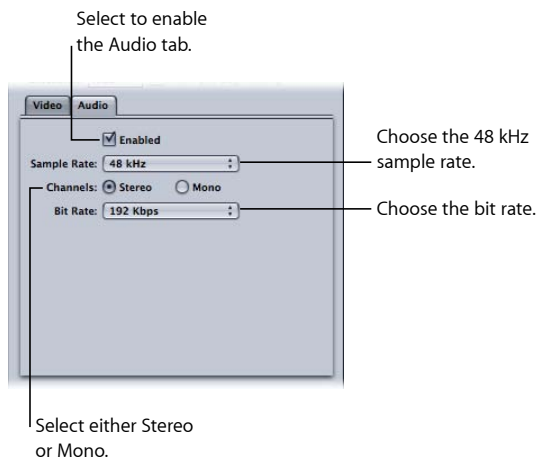 Select to enable
the Audio tab.
Video Audio
Enabled
Sample Rate: 48 kHz
Choose the 48 kHz
sample rate.
Channels: Stereo Mono
Bit Rate: 192 Kbps
Choose the bit rate.
Select either Stereo
or Mono.